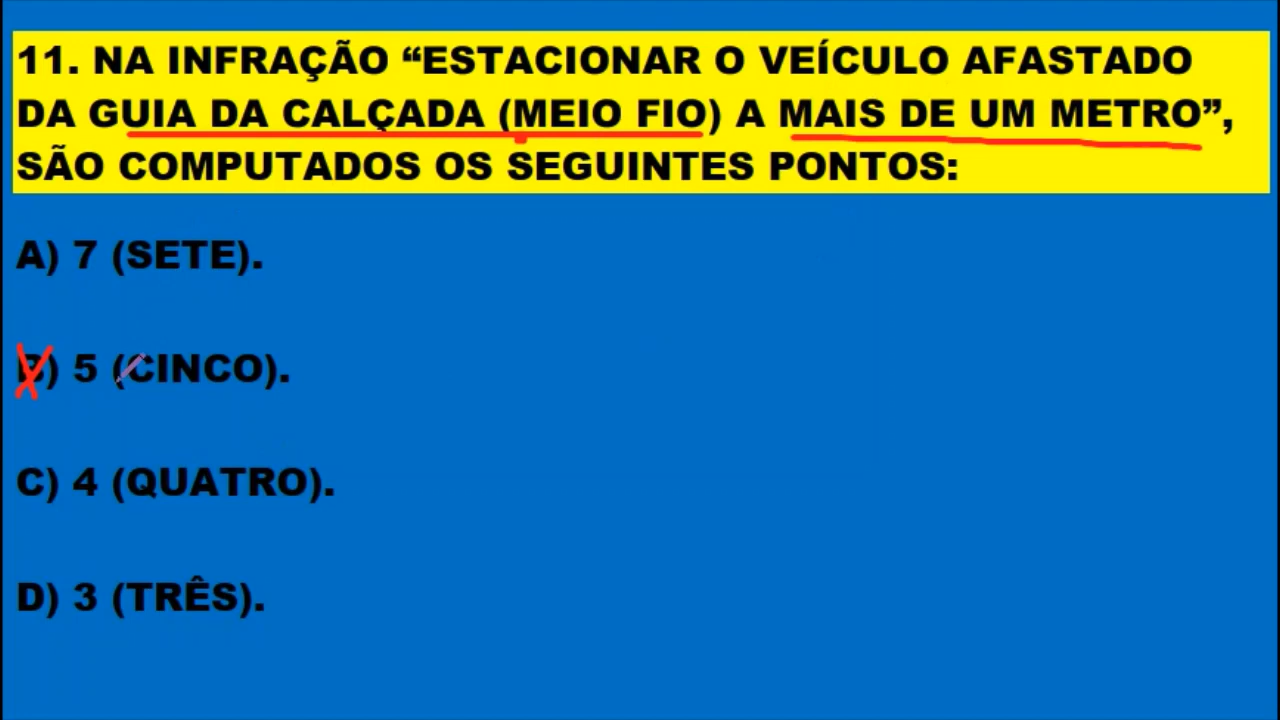 11. NA INFRAÇÃO “ESTACIONAR O VEÍCULO AFASTADO
DA GUIA DA CALÇADA (MEIO FIO) A MAIS DE UM METRO”,
SÃO COMPUTADOS OS SEGUINTES PONTOS:
A) 7 (SETE).
B) 5 (CINCO).
C) 4 (QUATRO).
D) 3 (TRÊS).